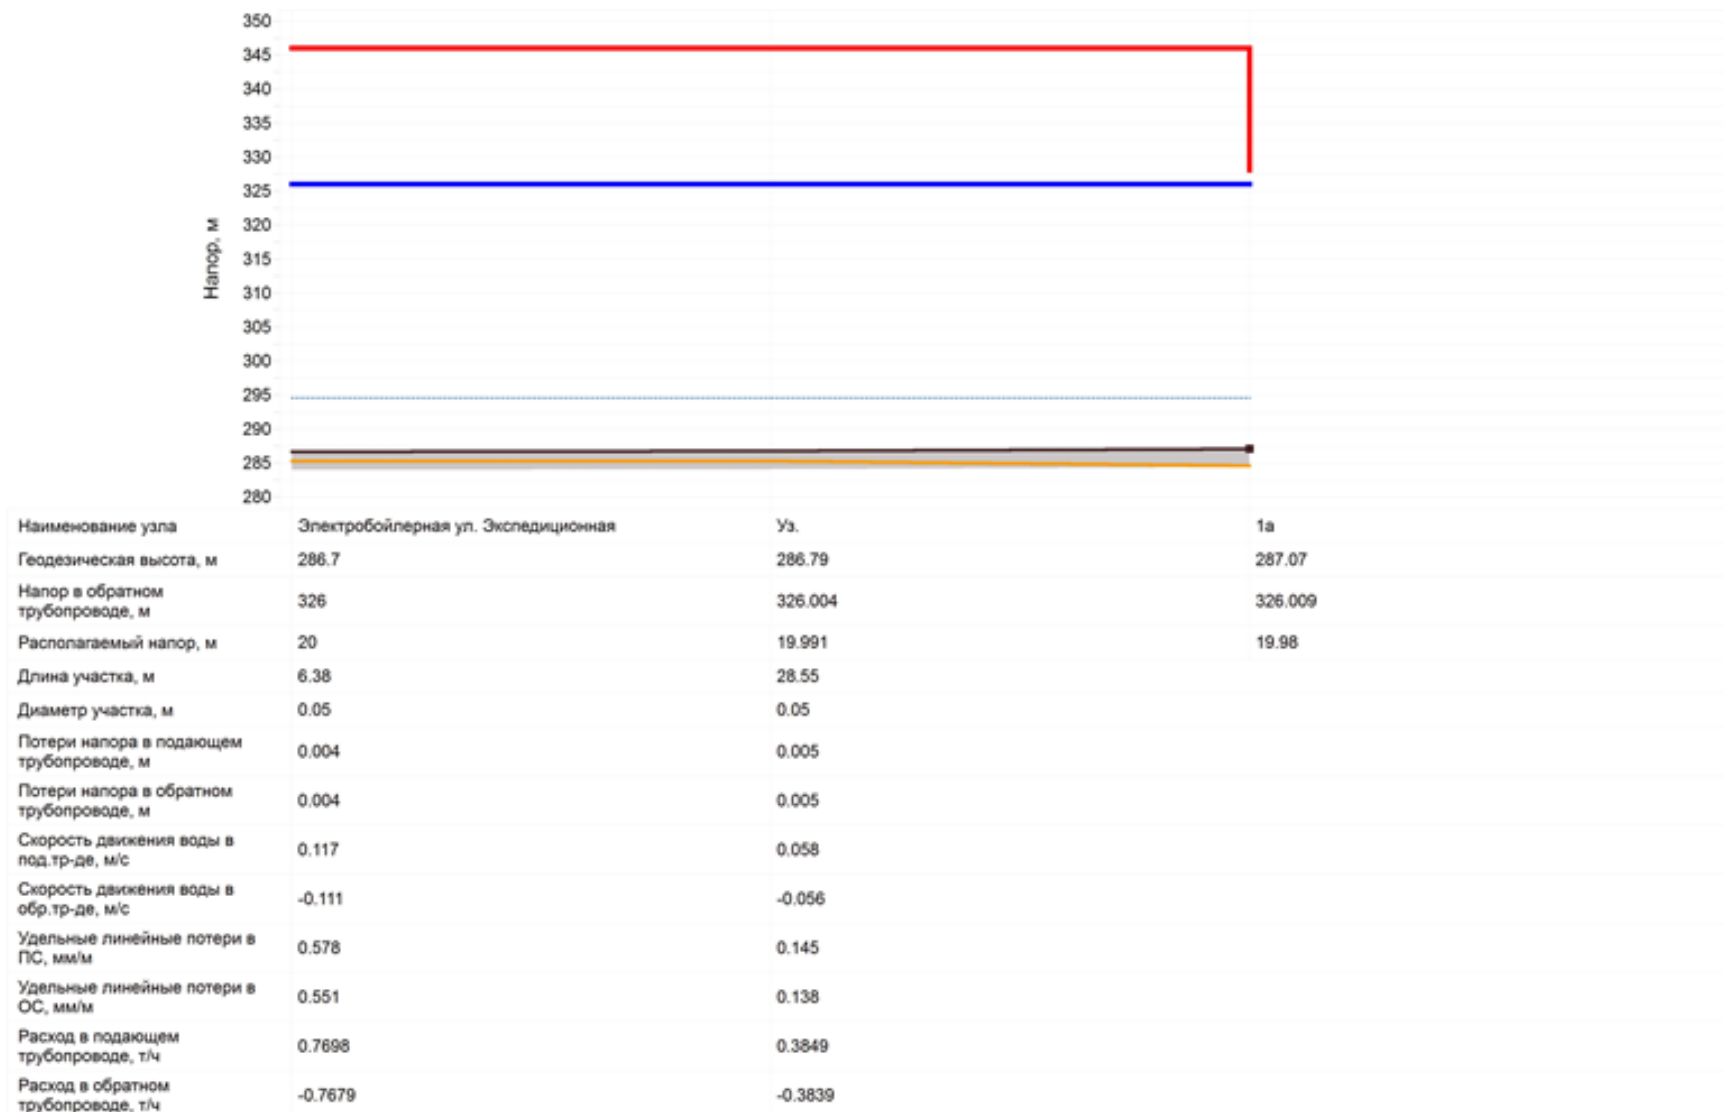 350
345
340
335
330
325
320
315
310
305
300
295
290
285
280
Напор, м
Наименование узла Электробойлерная ул. Экспедиционная Уз. 1а
Геодезическая высота, м 286.7 286.79 287.07
Напор в обратном
трубопроводе, м 326 326.004 326.009
Располагаемый напор, м 20 19.991 19.98
Длина участка, м 6.38 28.55
Диаметр участка, м 0.05 0.05
Потери напора в подающем
трубопроводе, м 0.004 0.005
Потери напора в обратном
трубопроводе, м 0.004 0.005
Скорость движения воды в
под.тр-де, м/с 0.117 0.058
Скорость движения воды в
обр.тр-де, м/с -0.111 -0.056
Удельные линейные потери в
ПС, мм/м 0.578 0.145
Удельные линейные потери в
ОС, мм/м 0.551 0.138
Расход в подающем
трубопроводе, т/ч 0.7698 0.3849
Расход в обратном
трубопроводе, т/ч -0.7679 -0.3839